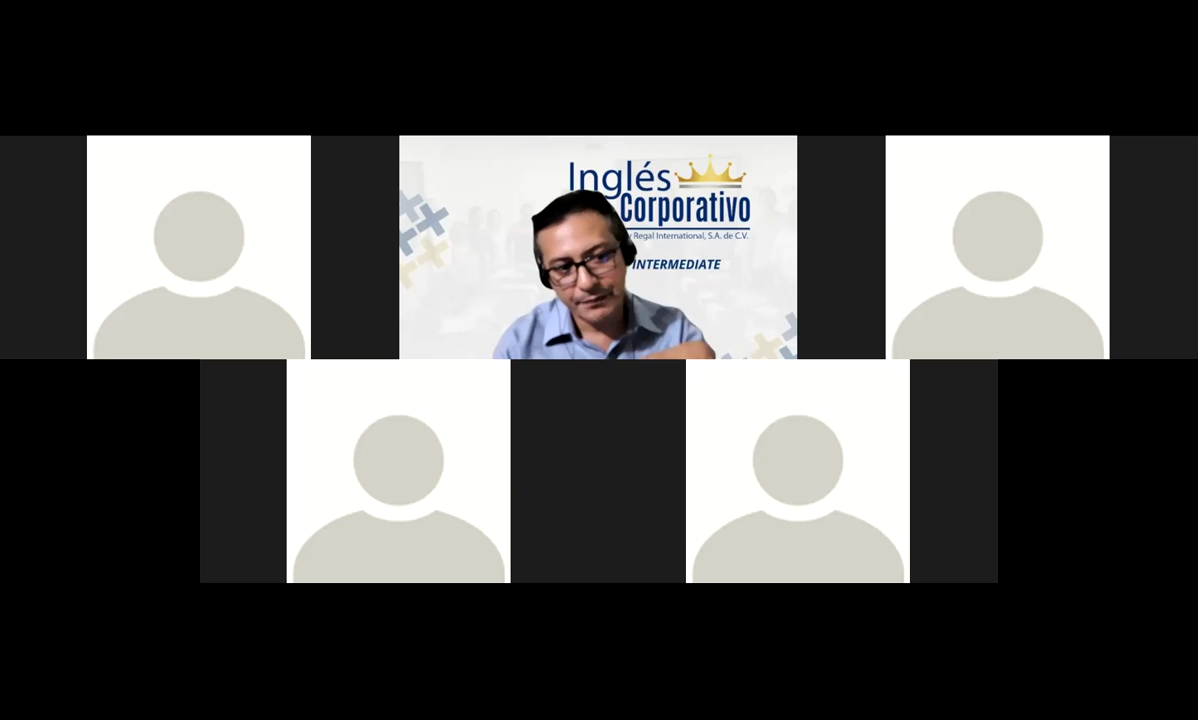 Inglés
Corporativo
y Regal International, S.A. de C.V.
INTERMEDIATE